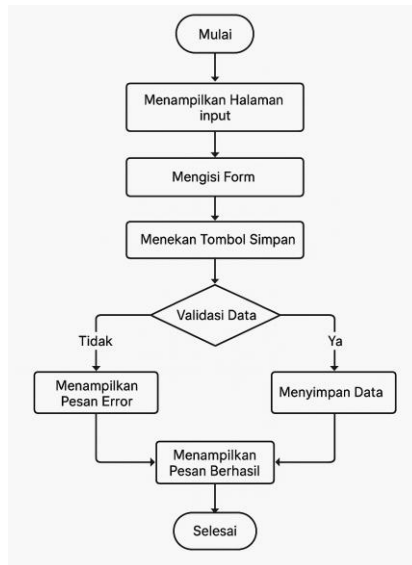 Mulai
Menampilkan Halaman
input
Mengisi Form
Menekan Tombol Simpan
Validasi Data
Tidak
Ya
Menampilkan
Pesan Error
Menyimpan Data
Menampilkan
Pesan Berhasil
Selesai